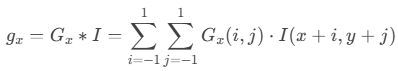 g_x = G_x * I = \sum_{i=-1}^{1} \sum_{j=-1}^{1} G_x(i, j) \cdot I(x + i, y + j)